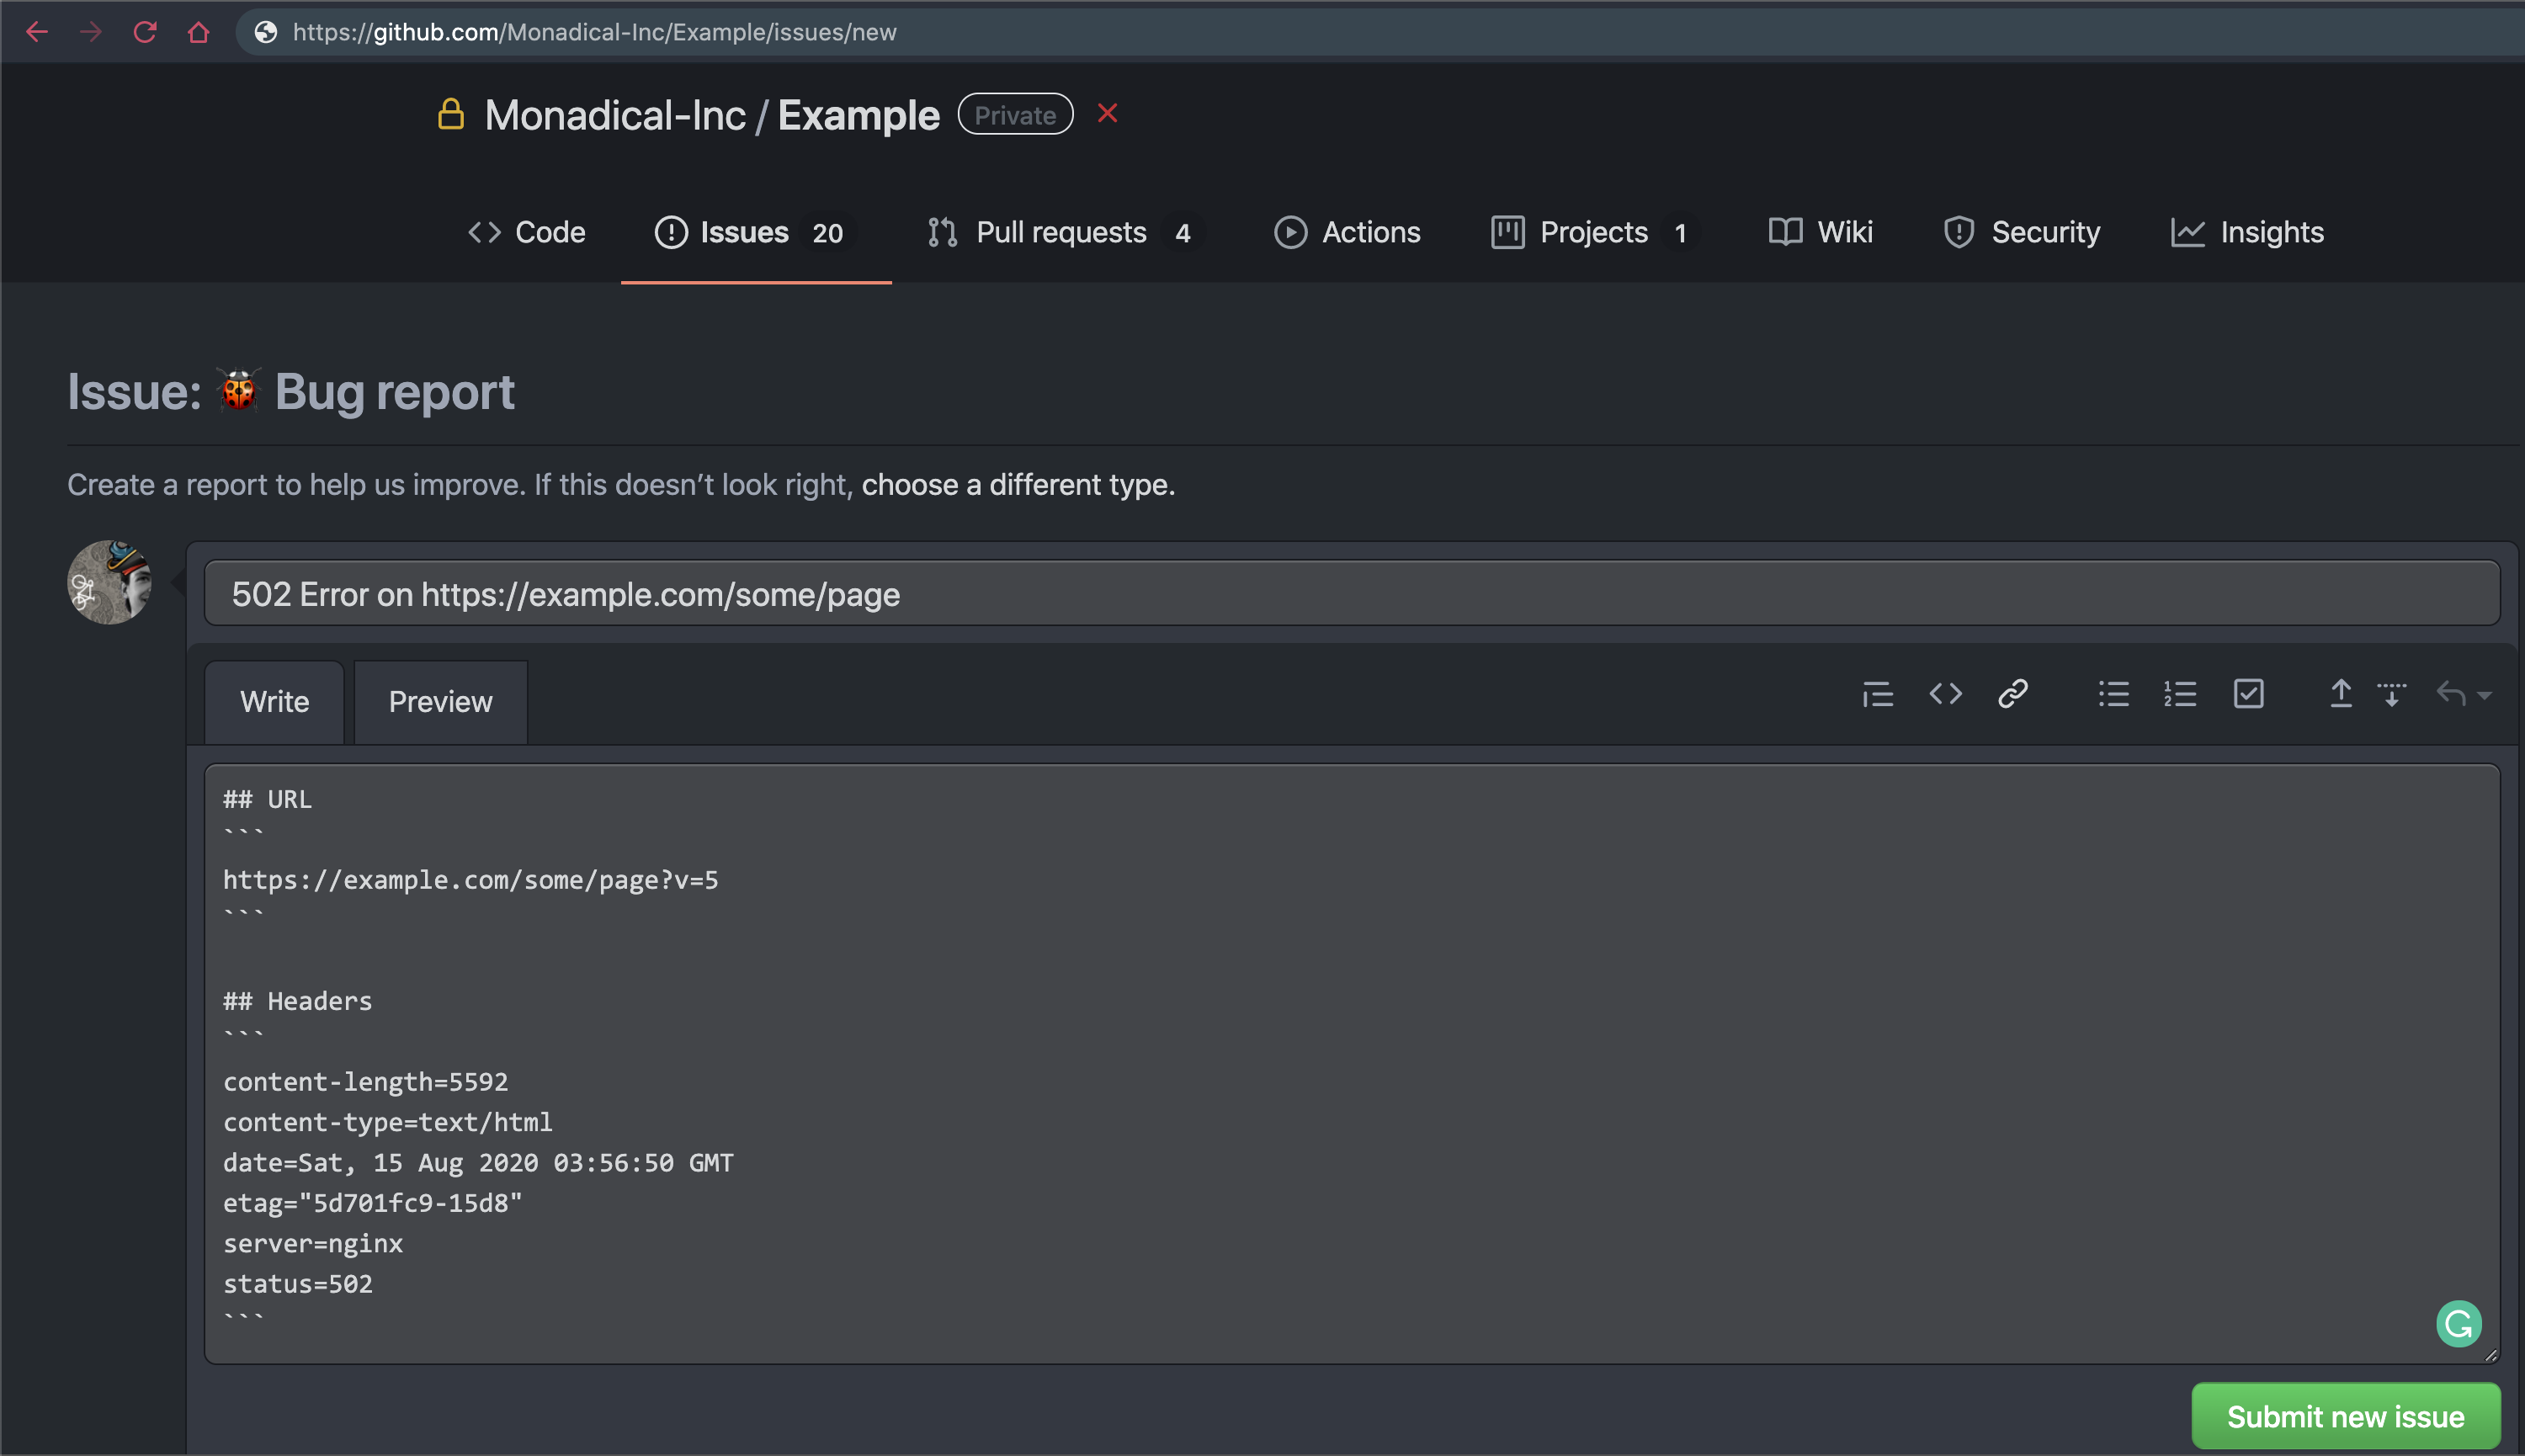 https://github.com/Monadical-Inc/Example/issues/new
Monadical-Inc / Example Private
Code Issues 20 Pull requests 4 Actions Projects 1 Wiki Security Insights
Issue: 🐞 Bug report
Create a report to help us improve. If this doesn’t look right, choose a different type.
502 Error on https://example.com/some/page
Write Preview
## URL
```
https://example.com/some/page?v=5
```
## Headers
```
content-length=5592
content-type=text/html
date=Sat, 15 Aug 2020 03:56:50 GMT
etag="5d701fc9-15d8"
server=nginx
status=502
```
Submit new issue